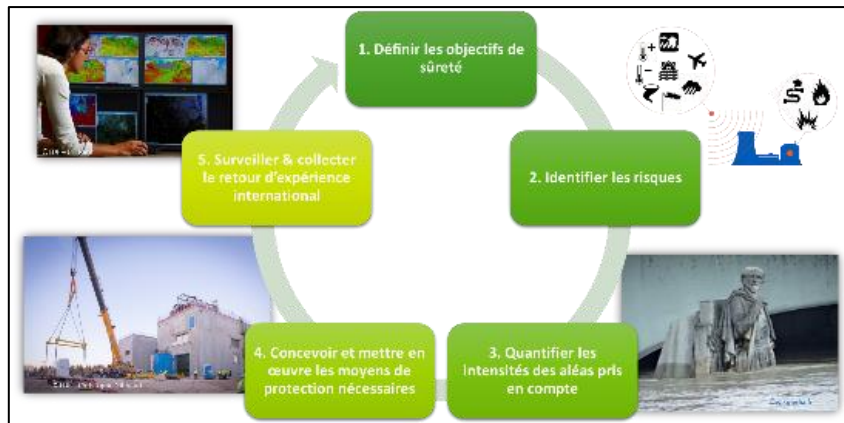 1. Définir les objectifs de
sûreté
2. Identifier les risques
3. Quantifier les
intensités des aléas pris
en compte
4. Concevoir et mettre en
œuvre les moyens de
protection nécessaires
5. Surveiller & collecter
le retour d'expérience
international